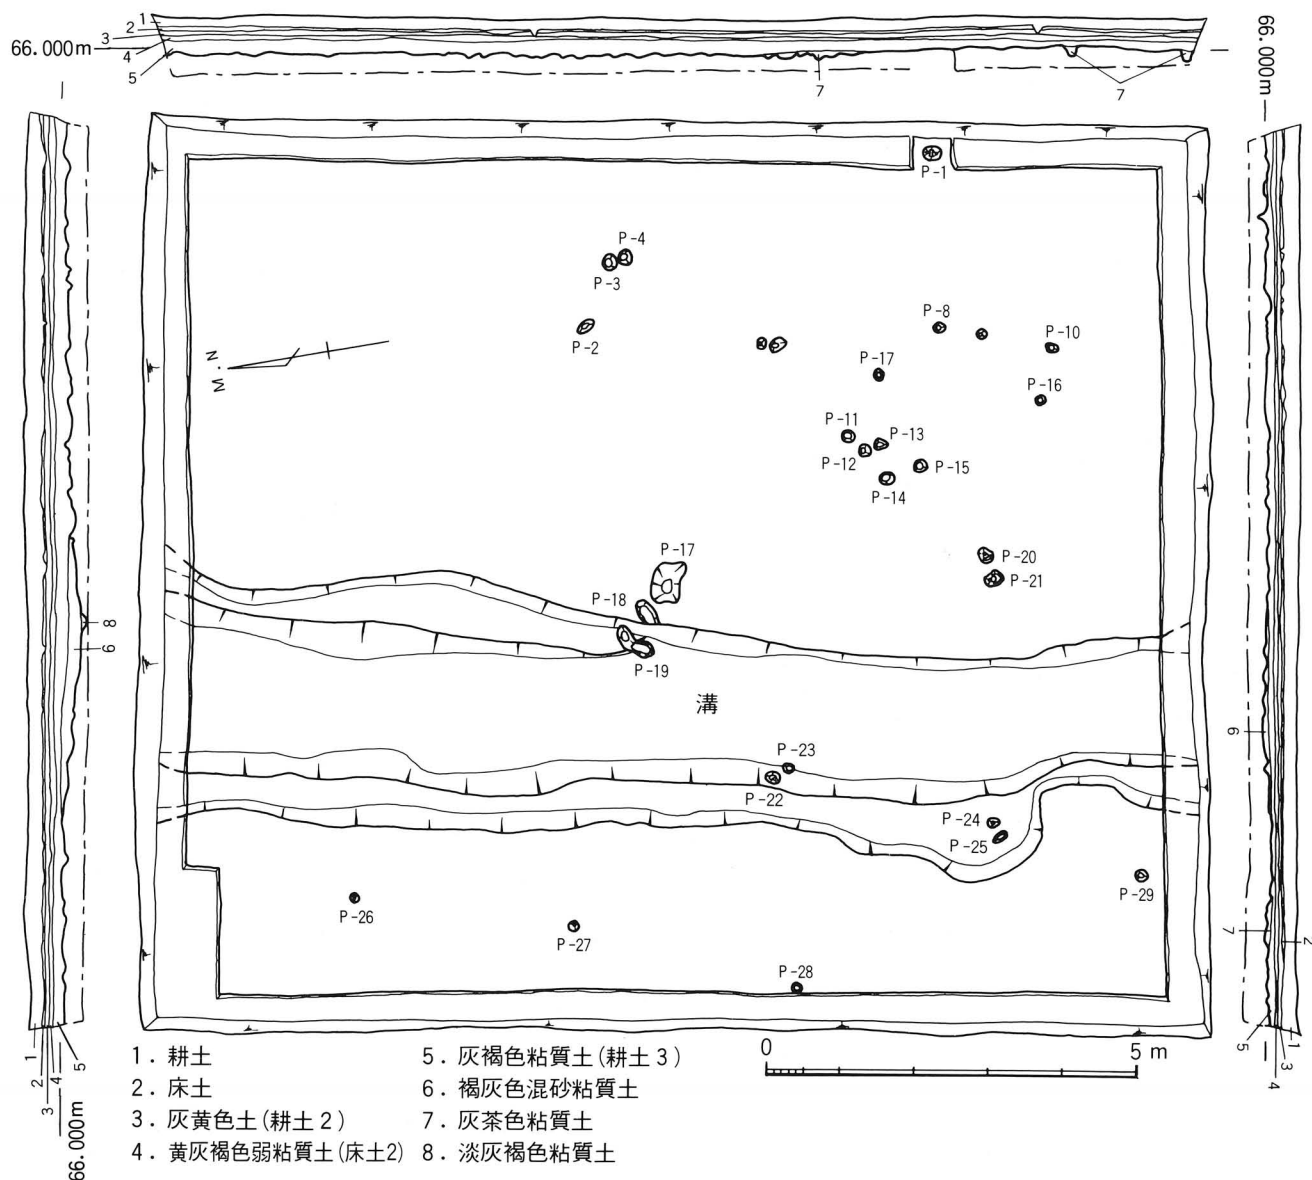 1
2
3
66.000m
4
5
7
7
66.000m
P-1
P-4
P-3
P-2
P-8
P-10
P-17
P-16
N.M
P-11
P-13
P-12
P-15
P-14
P-17
P-20
P-21
P-18
P-19
8
6
溝
6
P-23
P-22
P-24
P-25
P-29
P-26
P-27
7
2
P-28
1
2
3
4
5
66.000m
5
4
3
1
0
5 m
1. 耕土
2. 床土
3. 灰黄色土(耕土2)
4. 黄灰褐色弱粘質土(床土2)
5. 灰褐色粘質土(耕土3)
6. 褐灰色混砂粘質土
7. 灰茶色粘質土
8. 淡灰褐色粘質土